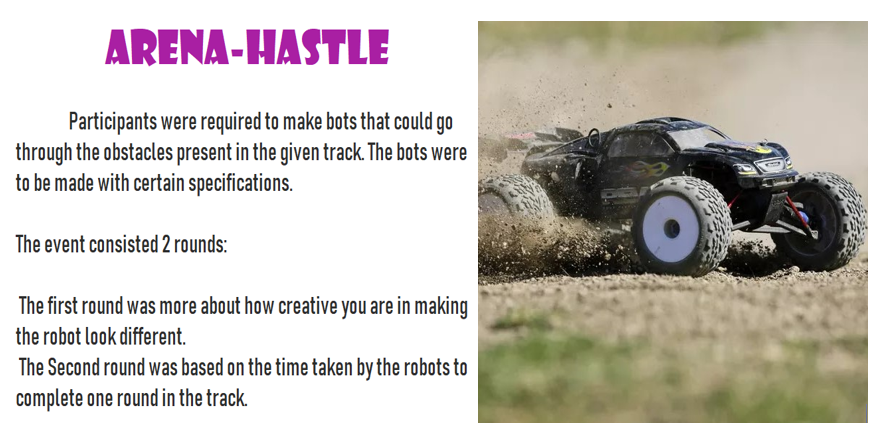 ARENA-HASTLE
Participants were required to make bots that could go
through the obstacles present in the given track. The bots were
to be made with certain specifications.
The event consisted 2 rounds:
The first round was more about how creative you are in making
the robot look different.
The Second round was based on the time taken by the robots to
complete one round in the track.